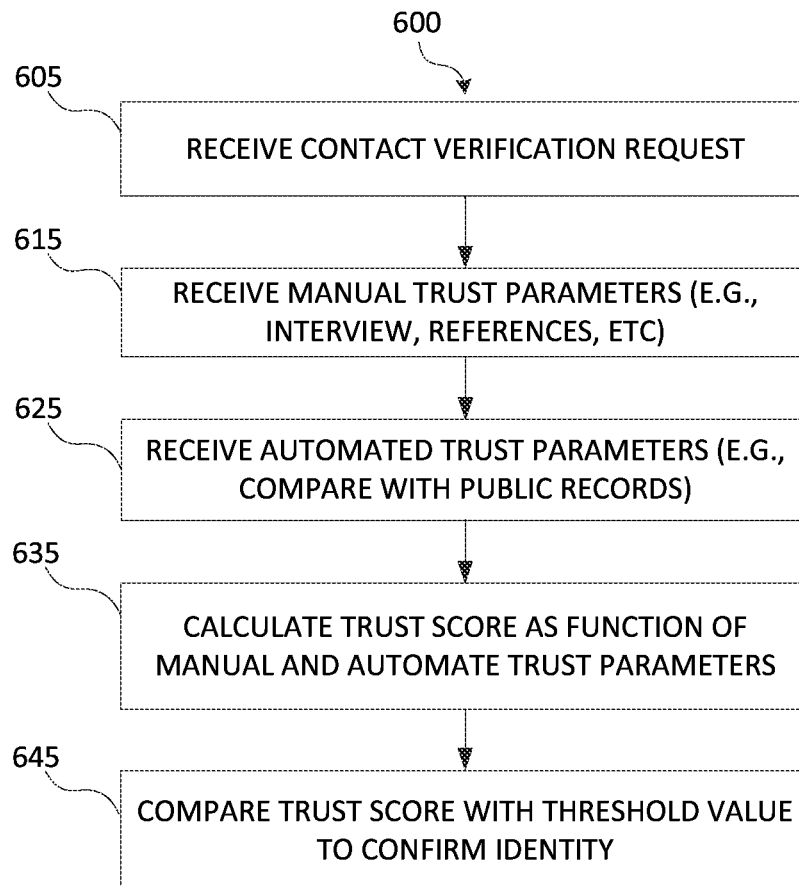 600
605
RECEIVE CONTACT VERIFICATION REQUEST
615
RECEIVE MANUAL TRUST PARAMETERS (E.G.,
INTERVIEW, REFERENCES, ETC)
625
RECEIVE AUTOMATED TRUST PARAMETERS (E.G.,
COMPARE WITH PUBLIC RECORDS)
635
CALCULATE TRUST SCORE AS FUNCTION OF
MANUAL AND AUTOMATE TRUST PARAMETERS
645
COMPARE TRUST SCORE WITH THRESHOLD VALUE
TO CONFIRM IDENTITY